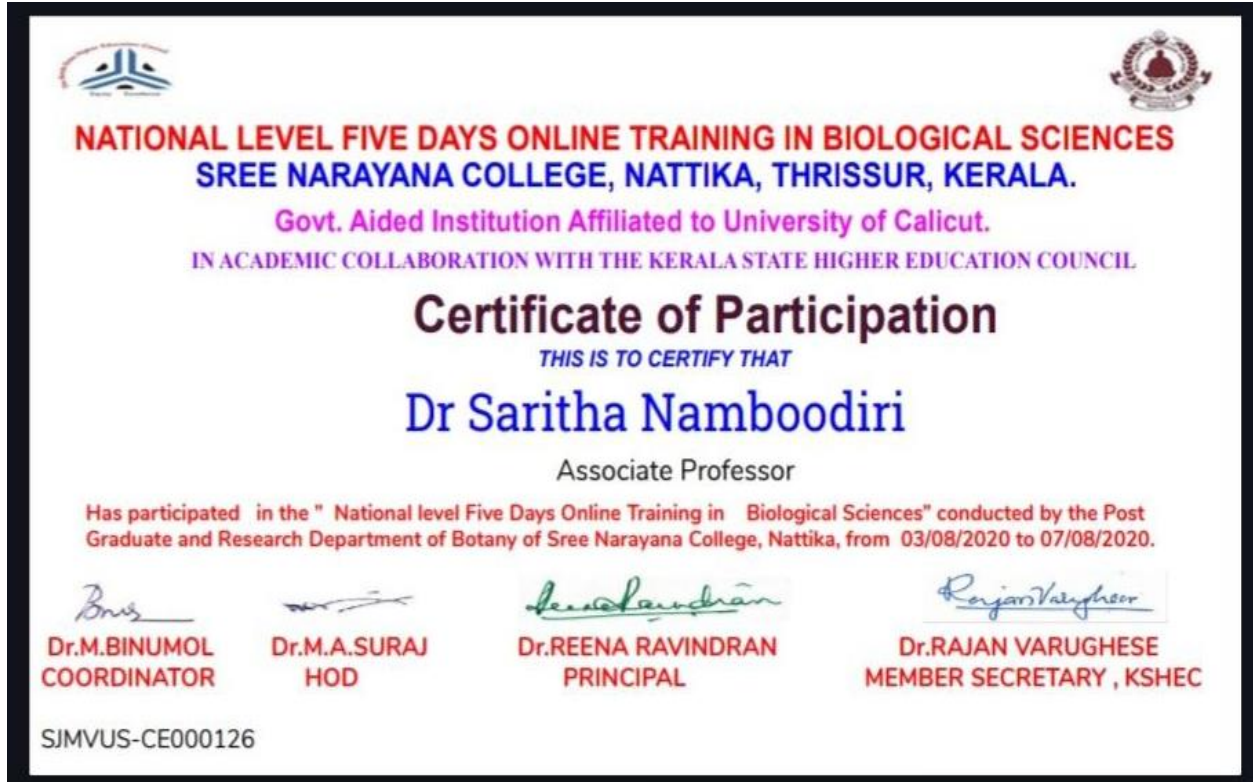 NATIONAL LEVEL FIVE DAYS ONLINE TRAINING IN BIOLOGICAL SCIENCES
SREE NARAYANA COLLEGE, NATTIKA, THRISSUR, KERALA.
Govt. Aided Institution Affiliated to University of Calicut.
IN ACADEMIC COLLABORATION WITH THE KERALA STATE HIGHER EDUCATION COUNCIL
Certificate of Participation
THIS IS TO CERTIFY THAT
Dr Saritha Namboodiri
Associate Professor
Has participated in the " National level Five Days Online Training in Biological Sciences" conducted by the Post
Graduate and Research Department of Botany of Sree Narayana College, Nattika, from 03/08/2020 to 07/08/2020.
Dr.M.BINUMOL Dr.M.A.SURAJ Dr.REENA RAVINDRAN Dr.RAJAN VARUGHESE
COORDINATOR HOD PRINCIPAL MEMBER SECRETARY , KSHEC
SJMVUS-CE000126